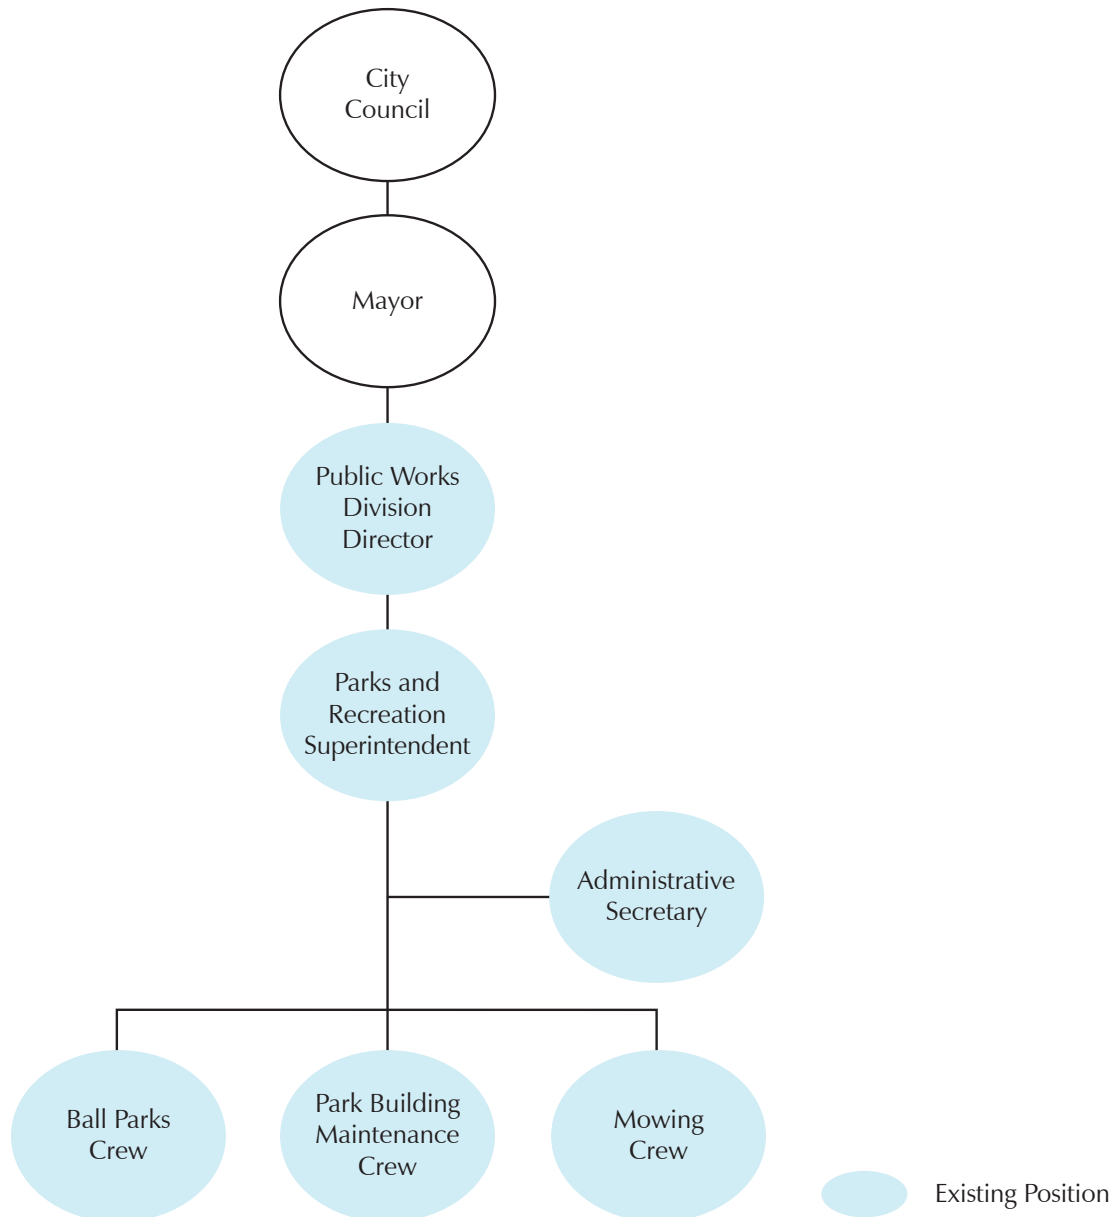 City
Council
Mayor
Public Works
Division
Director
Parks and
Recreation
Superintendent
Administrative
Secretary
Ball Parks
Crew
Park Building
Maintenance
Crew
Mowing
Crew
Existing Position